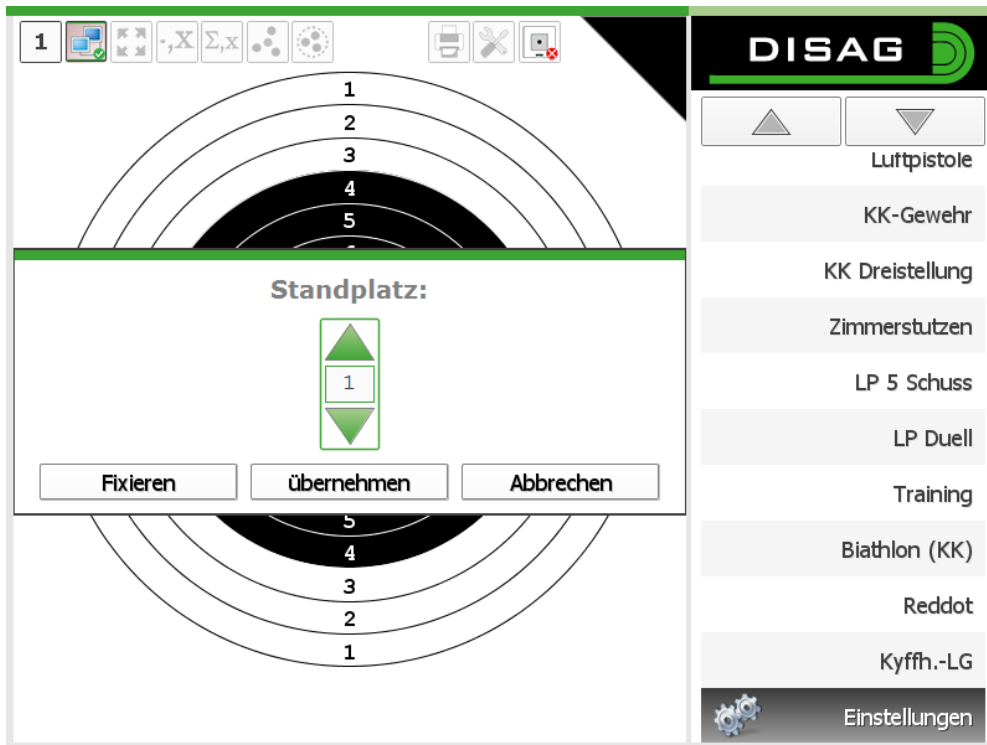 1
·,X
Σ,x
1
2
3
4
5
Standplatz:
1
Fixieren
übernehmen
Abbrechen
5
4
3
2
1
DISAG
Luftpistole
KK-Gewehr
KK Dreistellung
Zimmerstutzen
LP 5 Schuss
LP Duell
Training
Biathlon (KK)
Reddot
Kyffh.-LG
Einstellungen